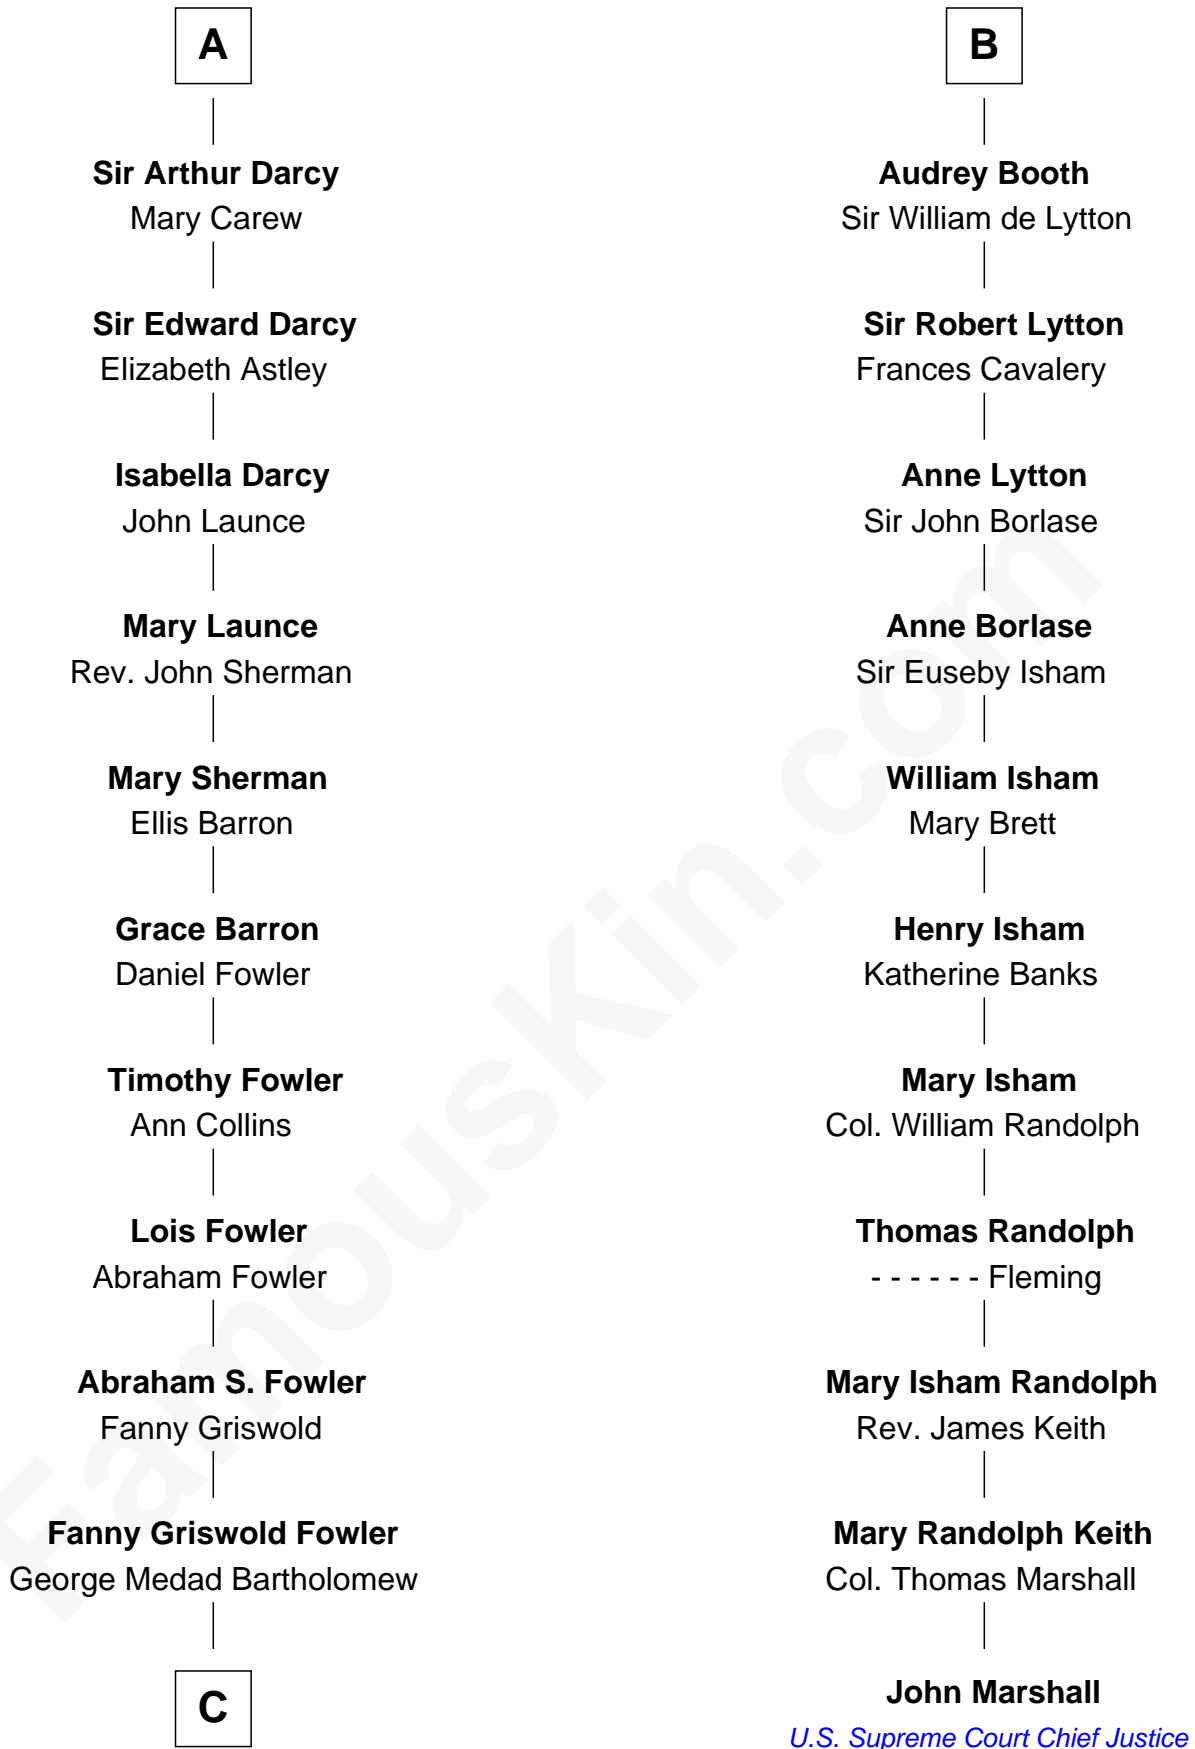 A
Sir Arthur Darcy
Mary Carew
Sir Edward Darcy
Elizabeth Astley
Isabella Darcy
John Launce
Mary Launce
Rev. John Sherman
Mary Sherman
Ellis Barron
Grace Barron
Daniel Fowler
Timothy Fowler
Ann Collins
Lois Fowler
Abraham Fowler
Abraham S. Fowler
Fanny Griswold
Fanny Griswold Fowler
George Medad Bartholomew
C
B
Audrey Booth
Sir William de Lytton
Sir Robert Lytton
Frances Cavalery
Anne Lytton
Sir John Borlase
Anne Borlase
Sir Euseby Isham
William Isham
Mary Brett
Henry Isham
Katherine Banks
Mary Isham
Col. William Randolph
Thomas Randolph
- - - - - - Fleming
Mary Isham Randolph
Rev. James Keith
Mary Randolph Keith
Col. Thomas Marshall
John Marshall
U.S. Supreme Court Chief Justice
FamousKin.com